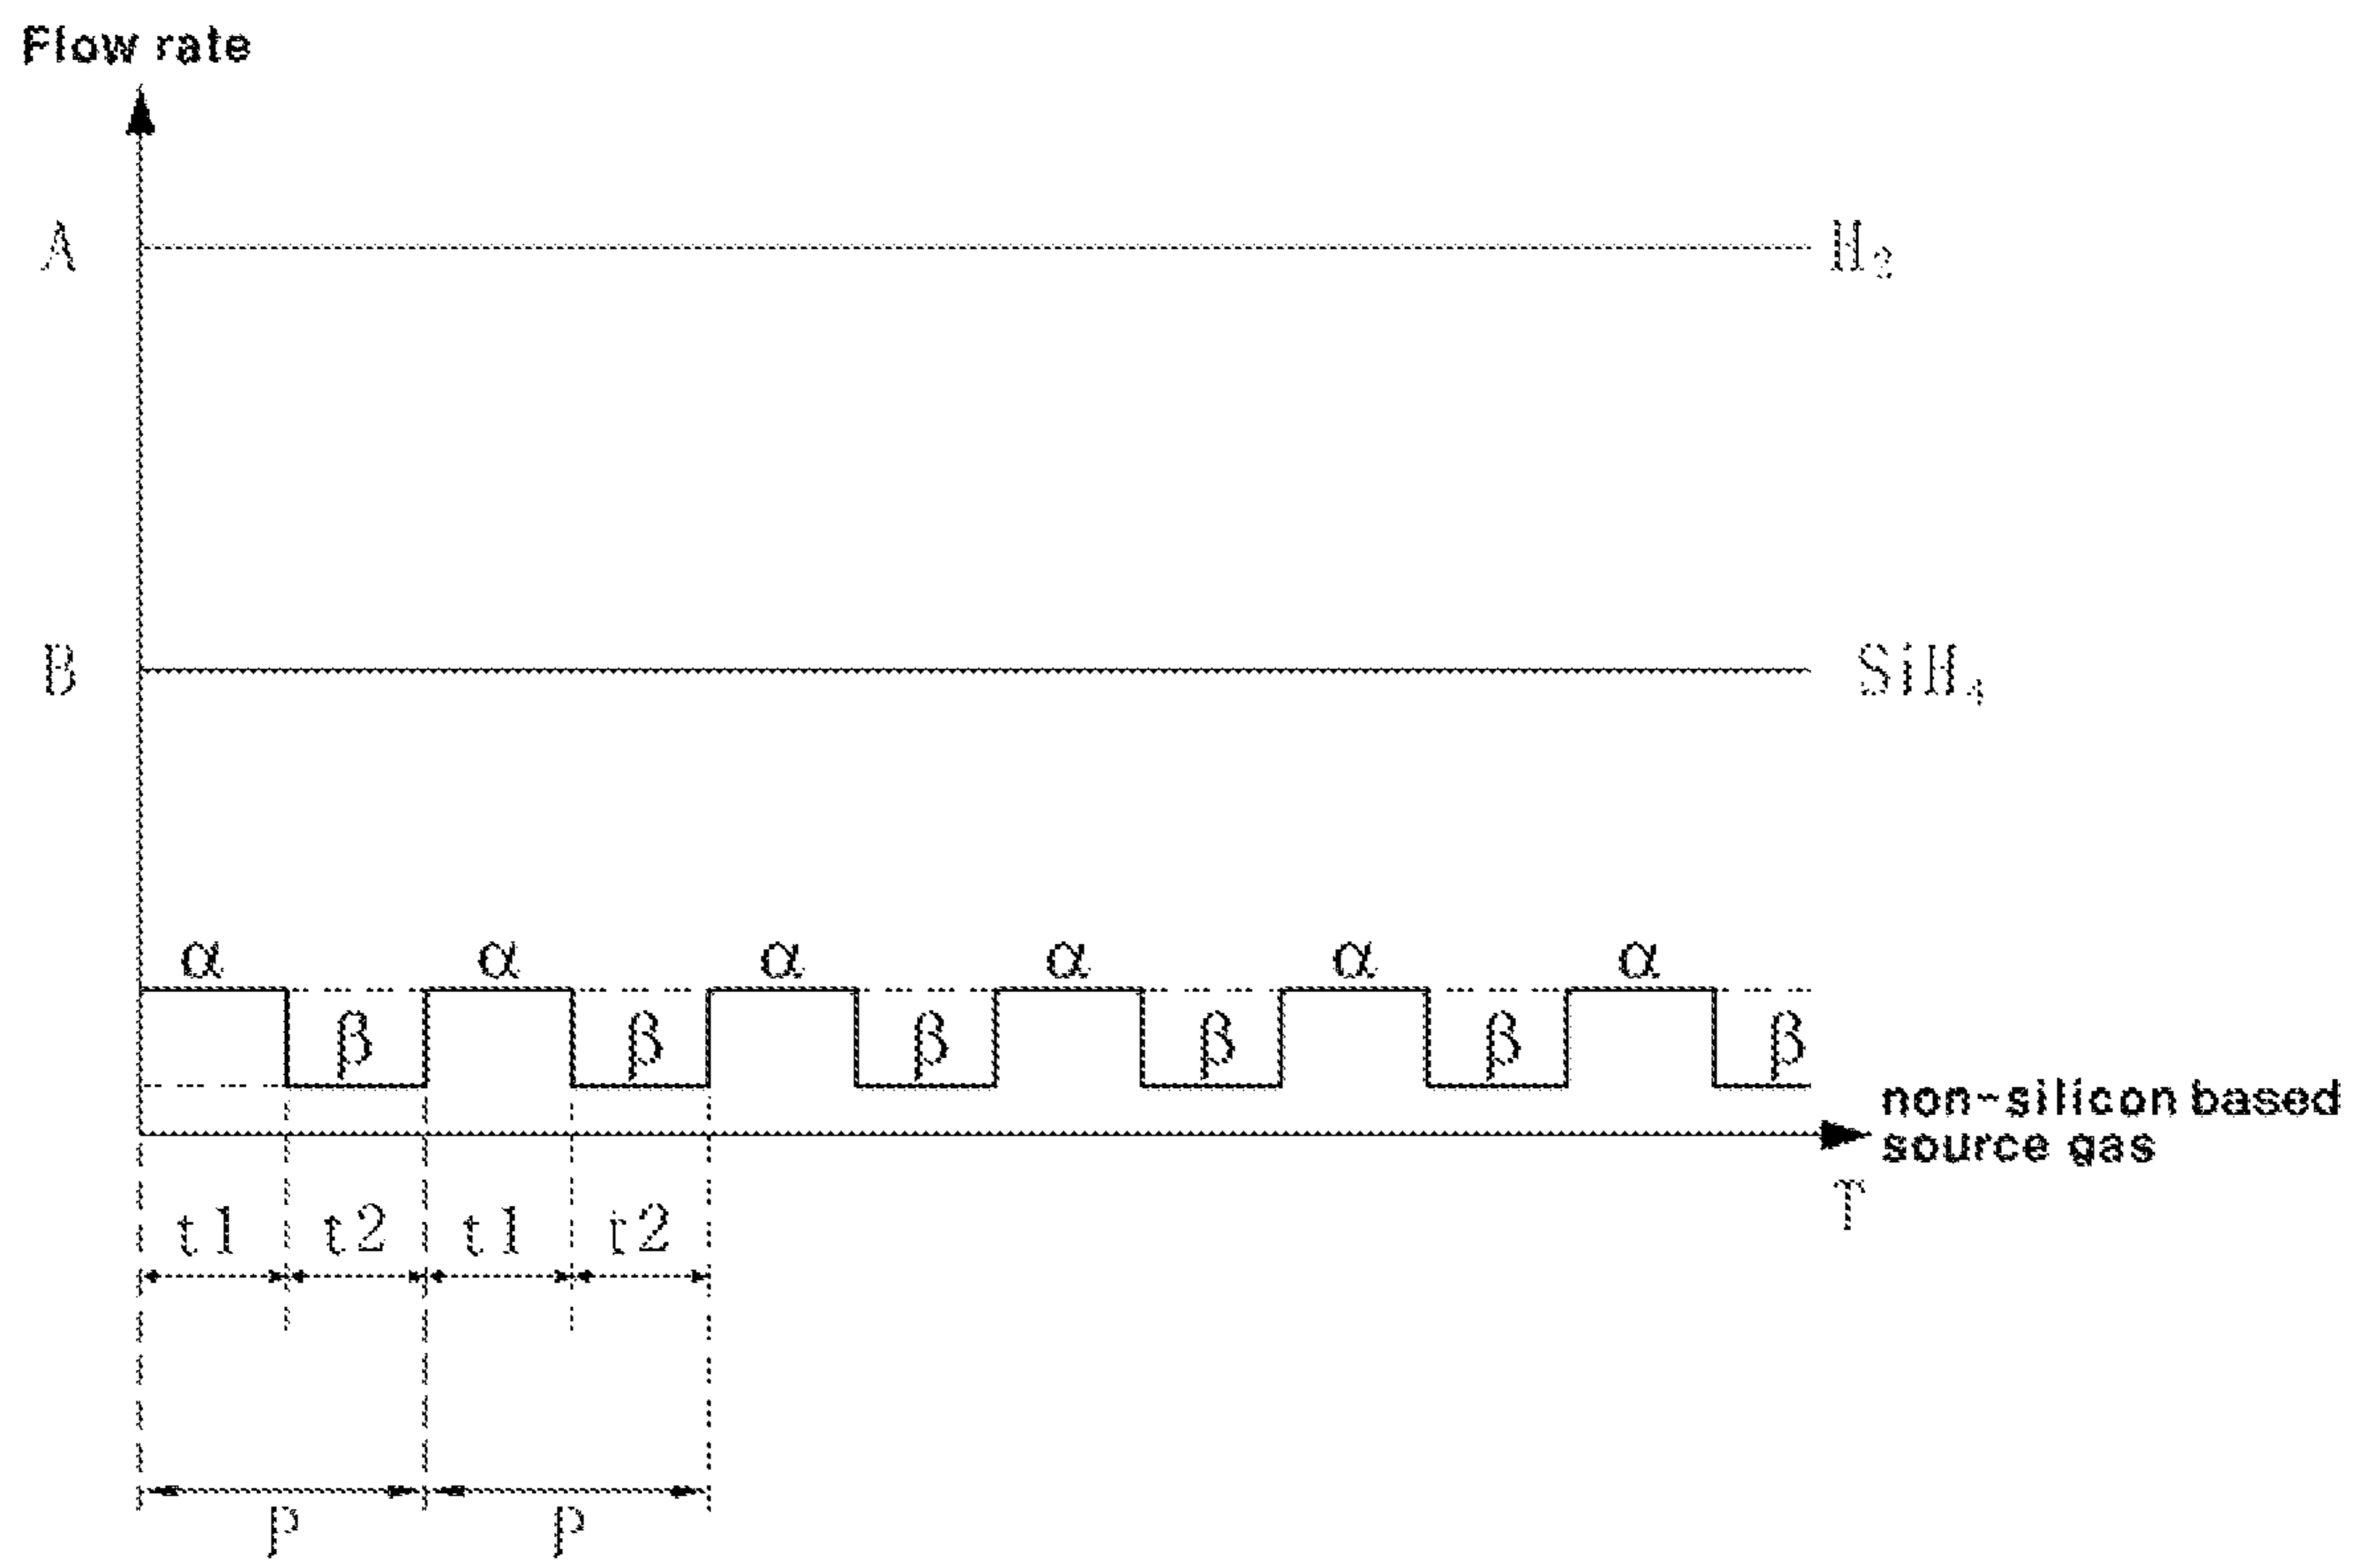 Flow rate
A
H₂
B
SiH₄
α α α α α α
β β β β β β
non-silicon based
source gas
T
t1 t2 t1 t2
P P